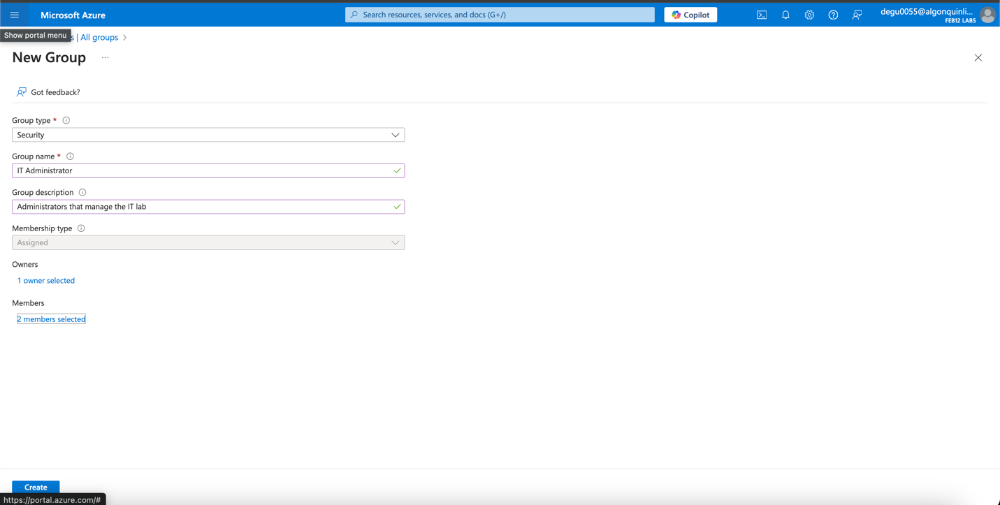 Microsoft Azure
Search resources, services, and docs (G+/)
Copilot
degu0055@algonquinli...
FEB12 LABS
Show portal menu
s | All groups >
New Group ...
Got feedback?
Group type *
Security
Group name *
IT Administrator
Group description
Administrators that manage the IT lab
Membership type
Assigned
Owners
1 owner selected
Members
2 members selected
Create
https://portal.azure.com/#